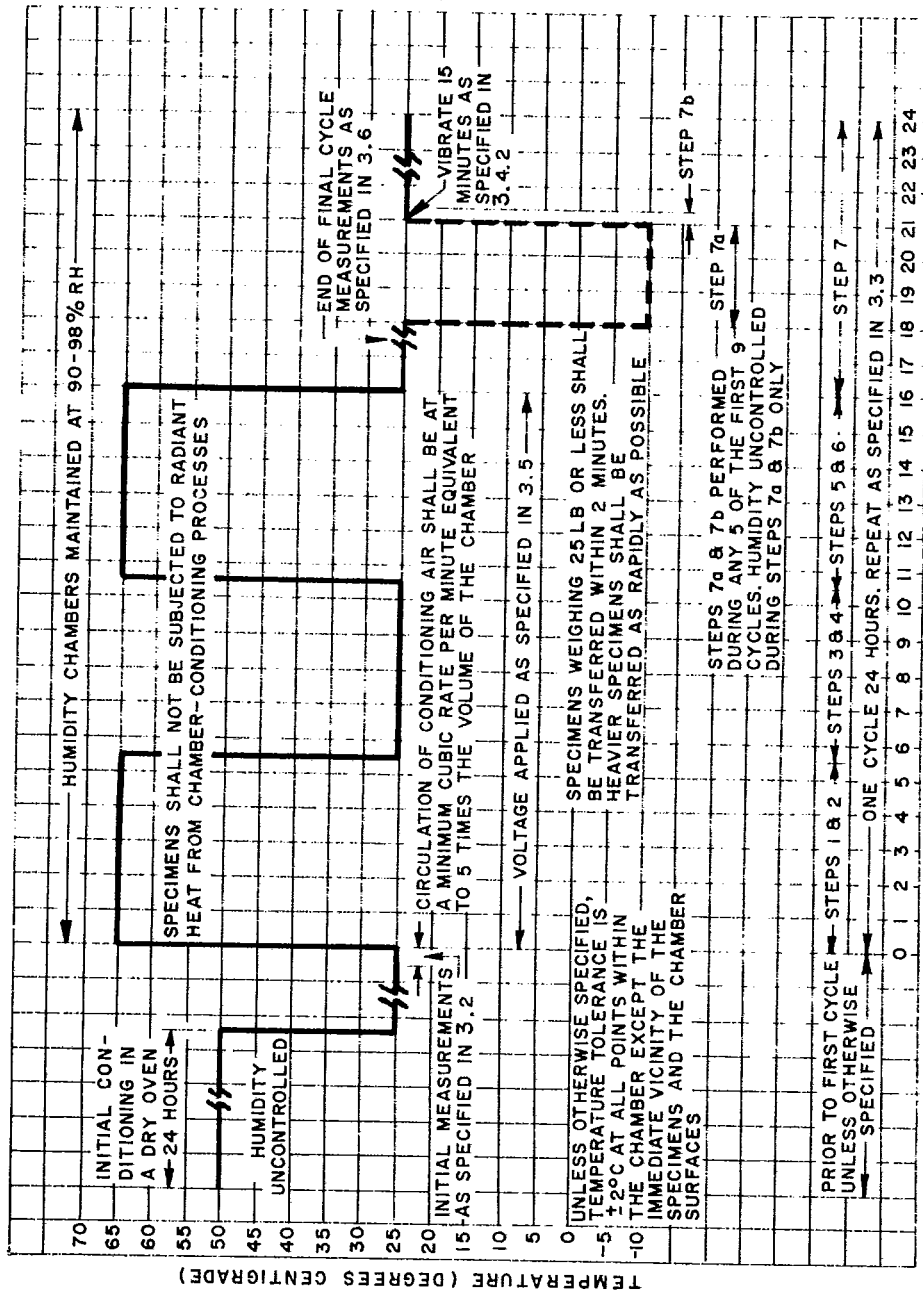 HUMIDITY CHAMBERS MAINTAINED AT 90-98% RH
INITIAL CON-
DITIONING IN
A DRY OVEN
24 HOURS
HUMIDITY
UNCONTROLLED
SPECIMENS SHALL NOT BE SUBJECTED TO RADIANT
HEAT FROM CHAMBER-CONDITIONING PROCESSES
END OF FINAL CYCLE
MEASUREMENTS AS
SPECIFIED IN 3.6
VIBRATE 15
MINUTES AS
SPECIFIED IN
3.4.2
INITIAL MEASUREMENTS
AS SPECIFIED IN 3.2
CIRCULATION OF CONDITIONING AIR SHALL BE AT
A MINIMUM CUBIC RATE PER MINUTE EQUIVALENT
TO 5 TIMES THE VOLUME OF THE CHAMBER
VOLTAGE APPLIED AS SPECIFIED IN 3.5
UNLESS OTHERWISE SPECIFIED,
TEMPERATURE TOLERANCE IS
±2°C AT ALL POINTS WITHIN
THE CHAMBER EXCEPT THE
IMMEDIATE VICINITY OF THE
SPECIMENS AND THE CHAMBER
SURFACES
SPECIMENS WEIGHING 25 LB OR LESS SHALL
BE TRANSFERRED WITHIN 2 MINUTES.
HEAVIER SPECIMENS SHALL BE
TRANSFERRED AS RAPIDLY AS POSSIBLE
STEP 7b
STEPS 7a & 7b PERFORMED
DURING ANY 5 OF THE FIRST 9
CYCLES. HUMIDITY UNCONTROLLED
DURING STEPS 7a & 7b ONLY
STEP 7a
PRIOR TO FIRST CYCLE
UNLESS OTHERWISE
SPECIFIED
STEPS 1 & 2
STEPS 3 & 4
STEPS 5 & 6
STEP 7
ONE CYCLE 24 HOURS. REPEAT AS SPECIFIED IN 3.3
TEMPERATURE (DEGREES CENTIGRADE)
70
65
60
55
50
45
40
35
30
25
20
15
10
5
0
-5
-10
0 1 2 3 4 5 6 7 8 9 10 11 12 13 14 15 16 17 18 19 20 21 22 23 24